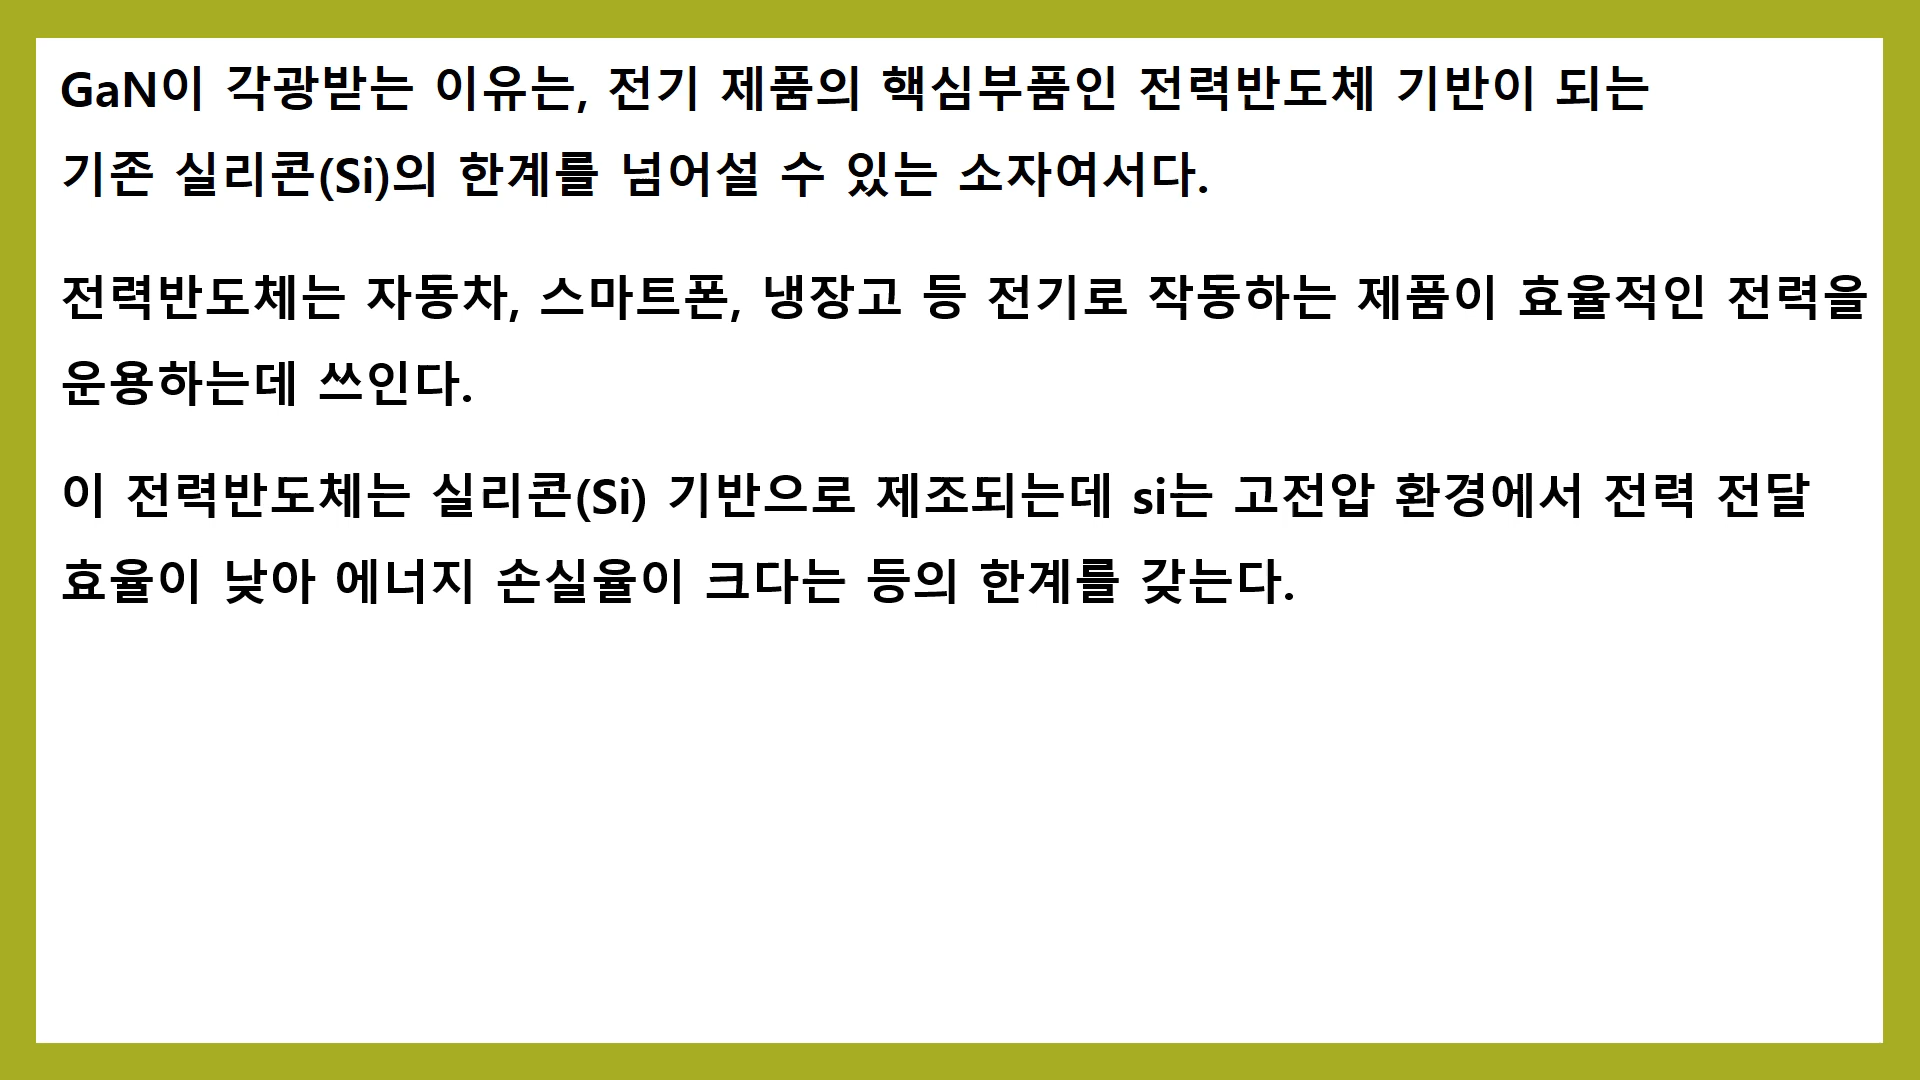 GaN이 각광받는 이유는, 전기 제품의 핵심부품인 전력반도체 기반이 되는
기존 실리콘(Si)의 한계를 넘어설 수 있는 소자여서다.
전력반도체는 자동차, 스마트폰, 냉장고 등 전기로 작동하는 제품이 효율적인 전력을
운용하는데 쓰인다.
이 전력반도체는 실리콘(Si) 기반으로 제조되는데 si는 고전압 환경에서 전력 전달
효율이 낮아 에너지 손실율이 크다는 등의 한계를 갖는다.